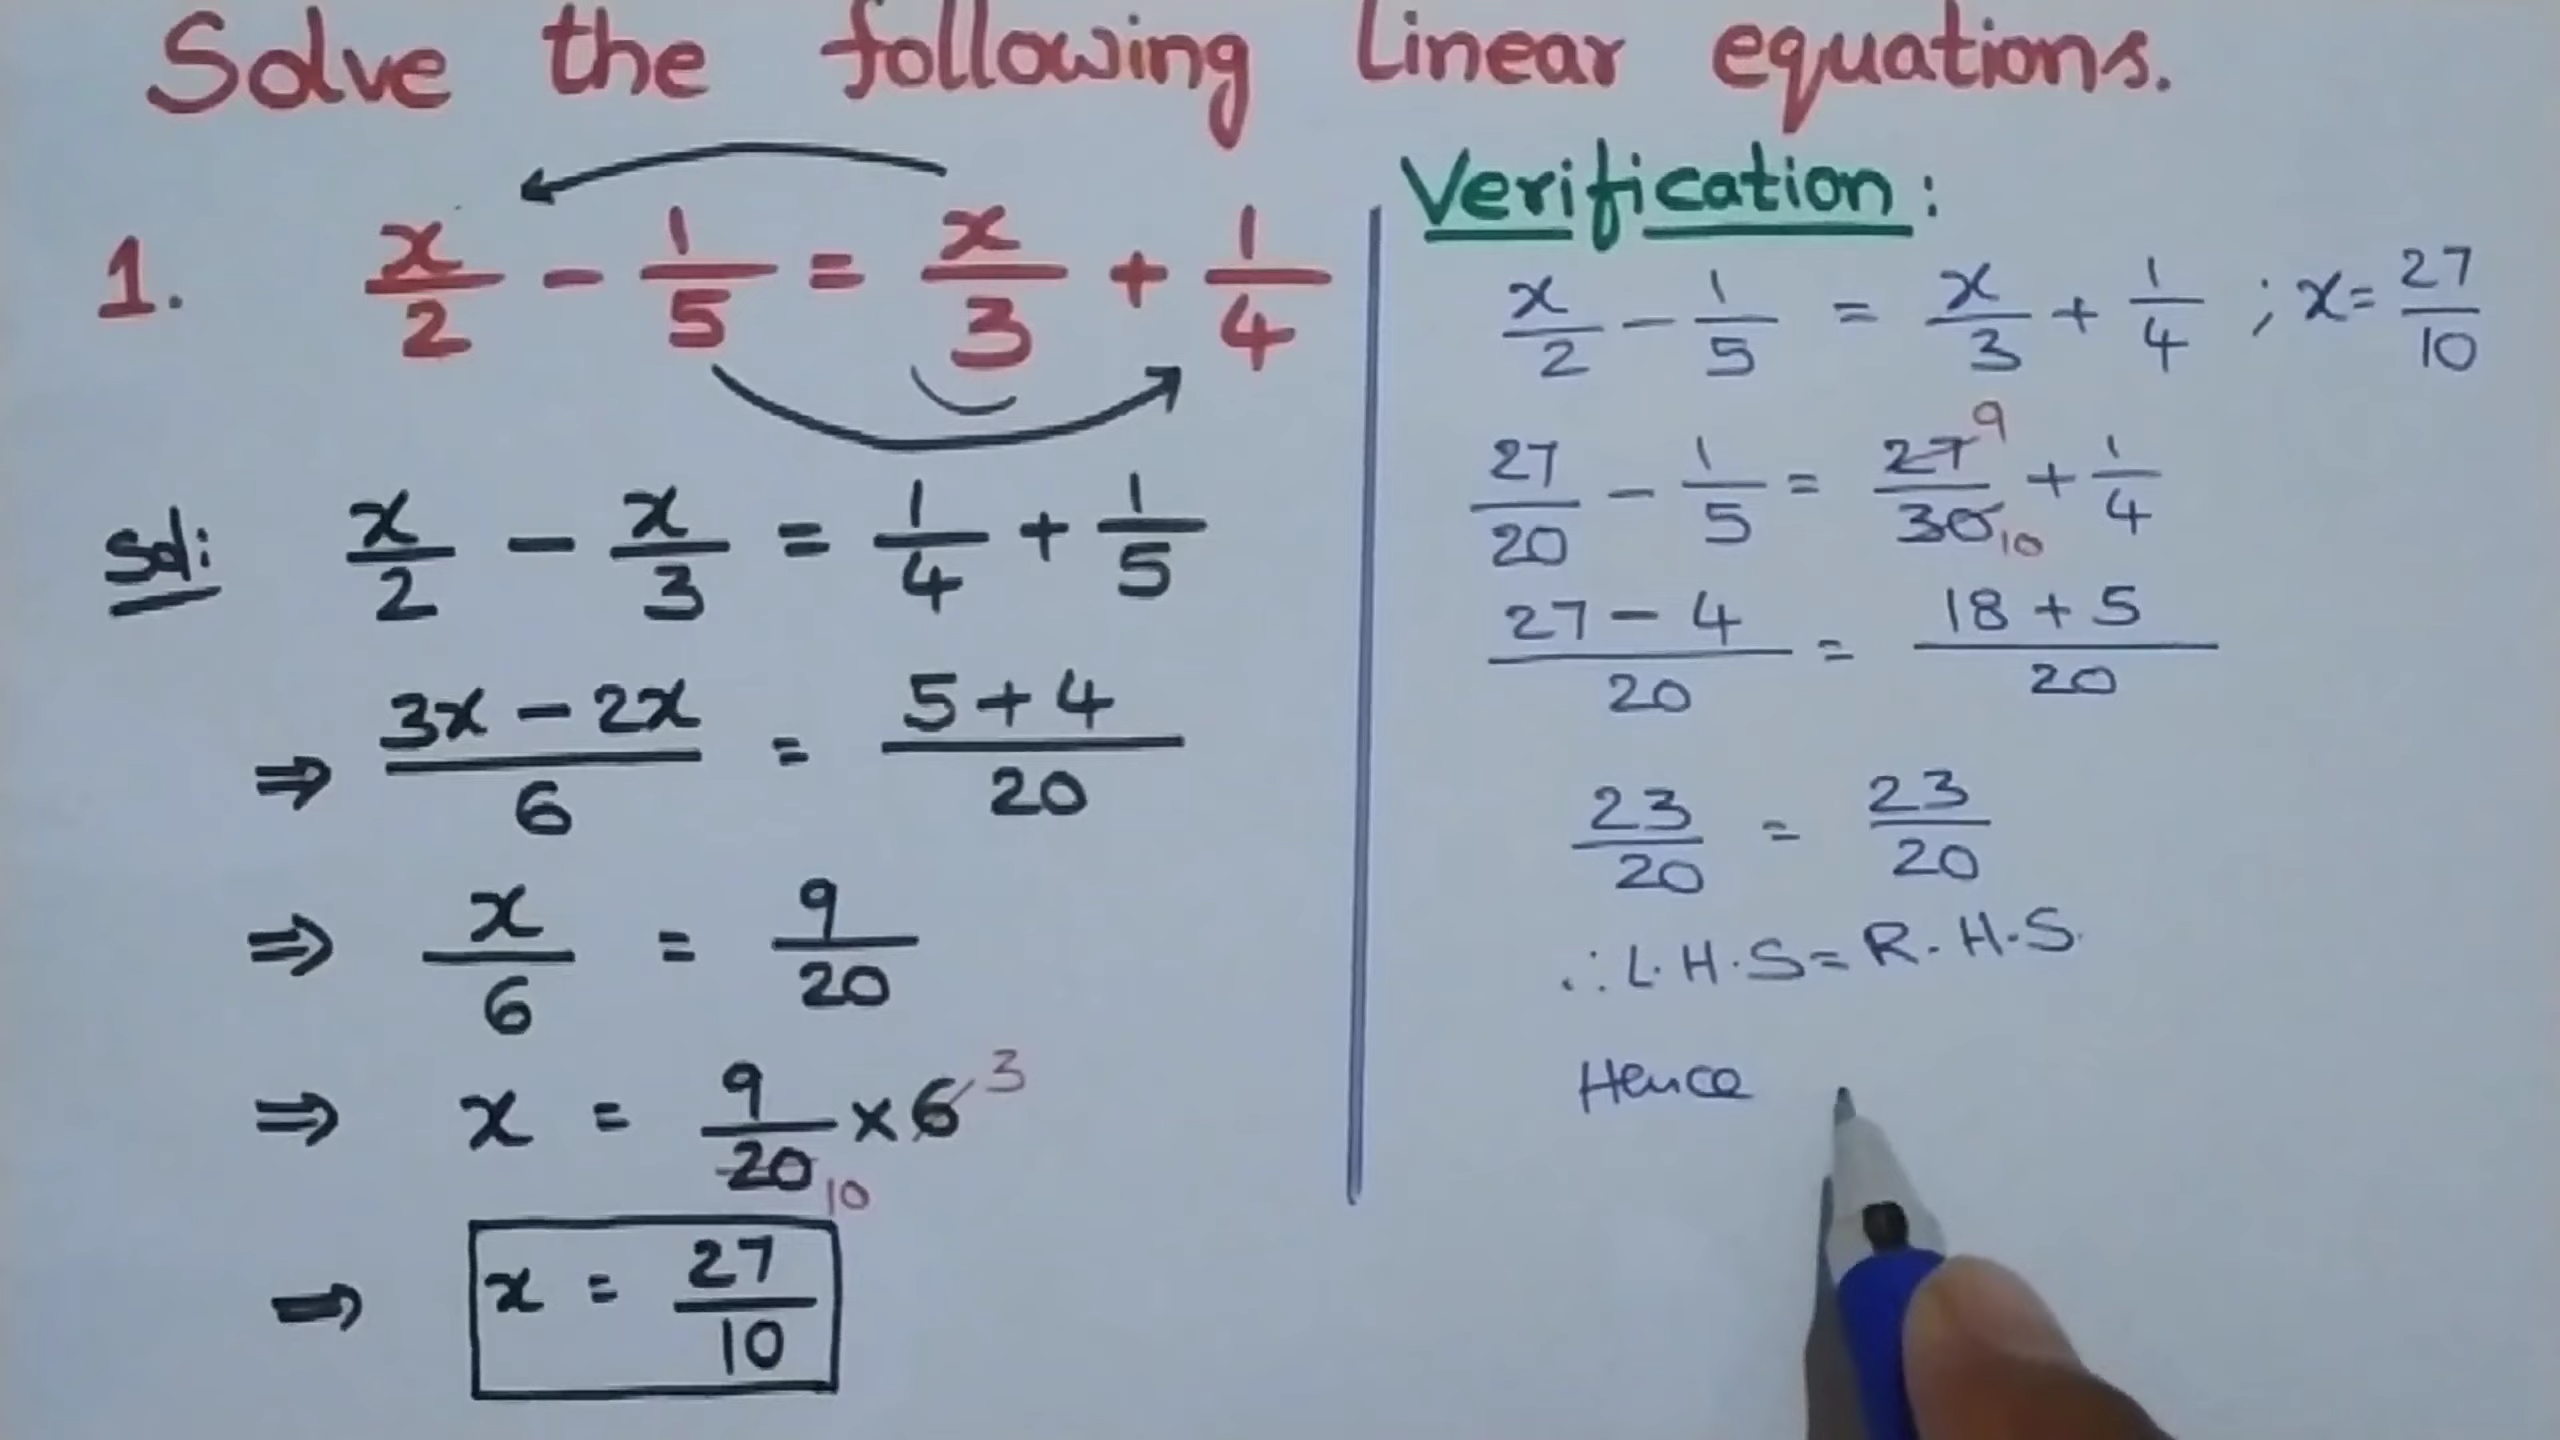 Solve the following linear equations.
1. x/2 - 1/5 = x/3 + 1/4
Sol:
x/2 - x/3 = 1/4 + 1/5
⇒ (3x - 2x)/6 = (5 + 4)/20
⇒ x/6 = 9/20
⇒ x = 9/20 × 6 3
10
⇒ x = 27/10
Verification:
x/2 - 1/5 = x/3 + 1/4 ; x = 27/10
27/20 - 1/5 = 27/30 + 1/4
9
10
(27 - 4)/20 = (18 + 5)/20
23/20 = 23/20
∴ L.H.S = R.H.S.
Hence